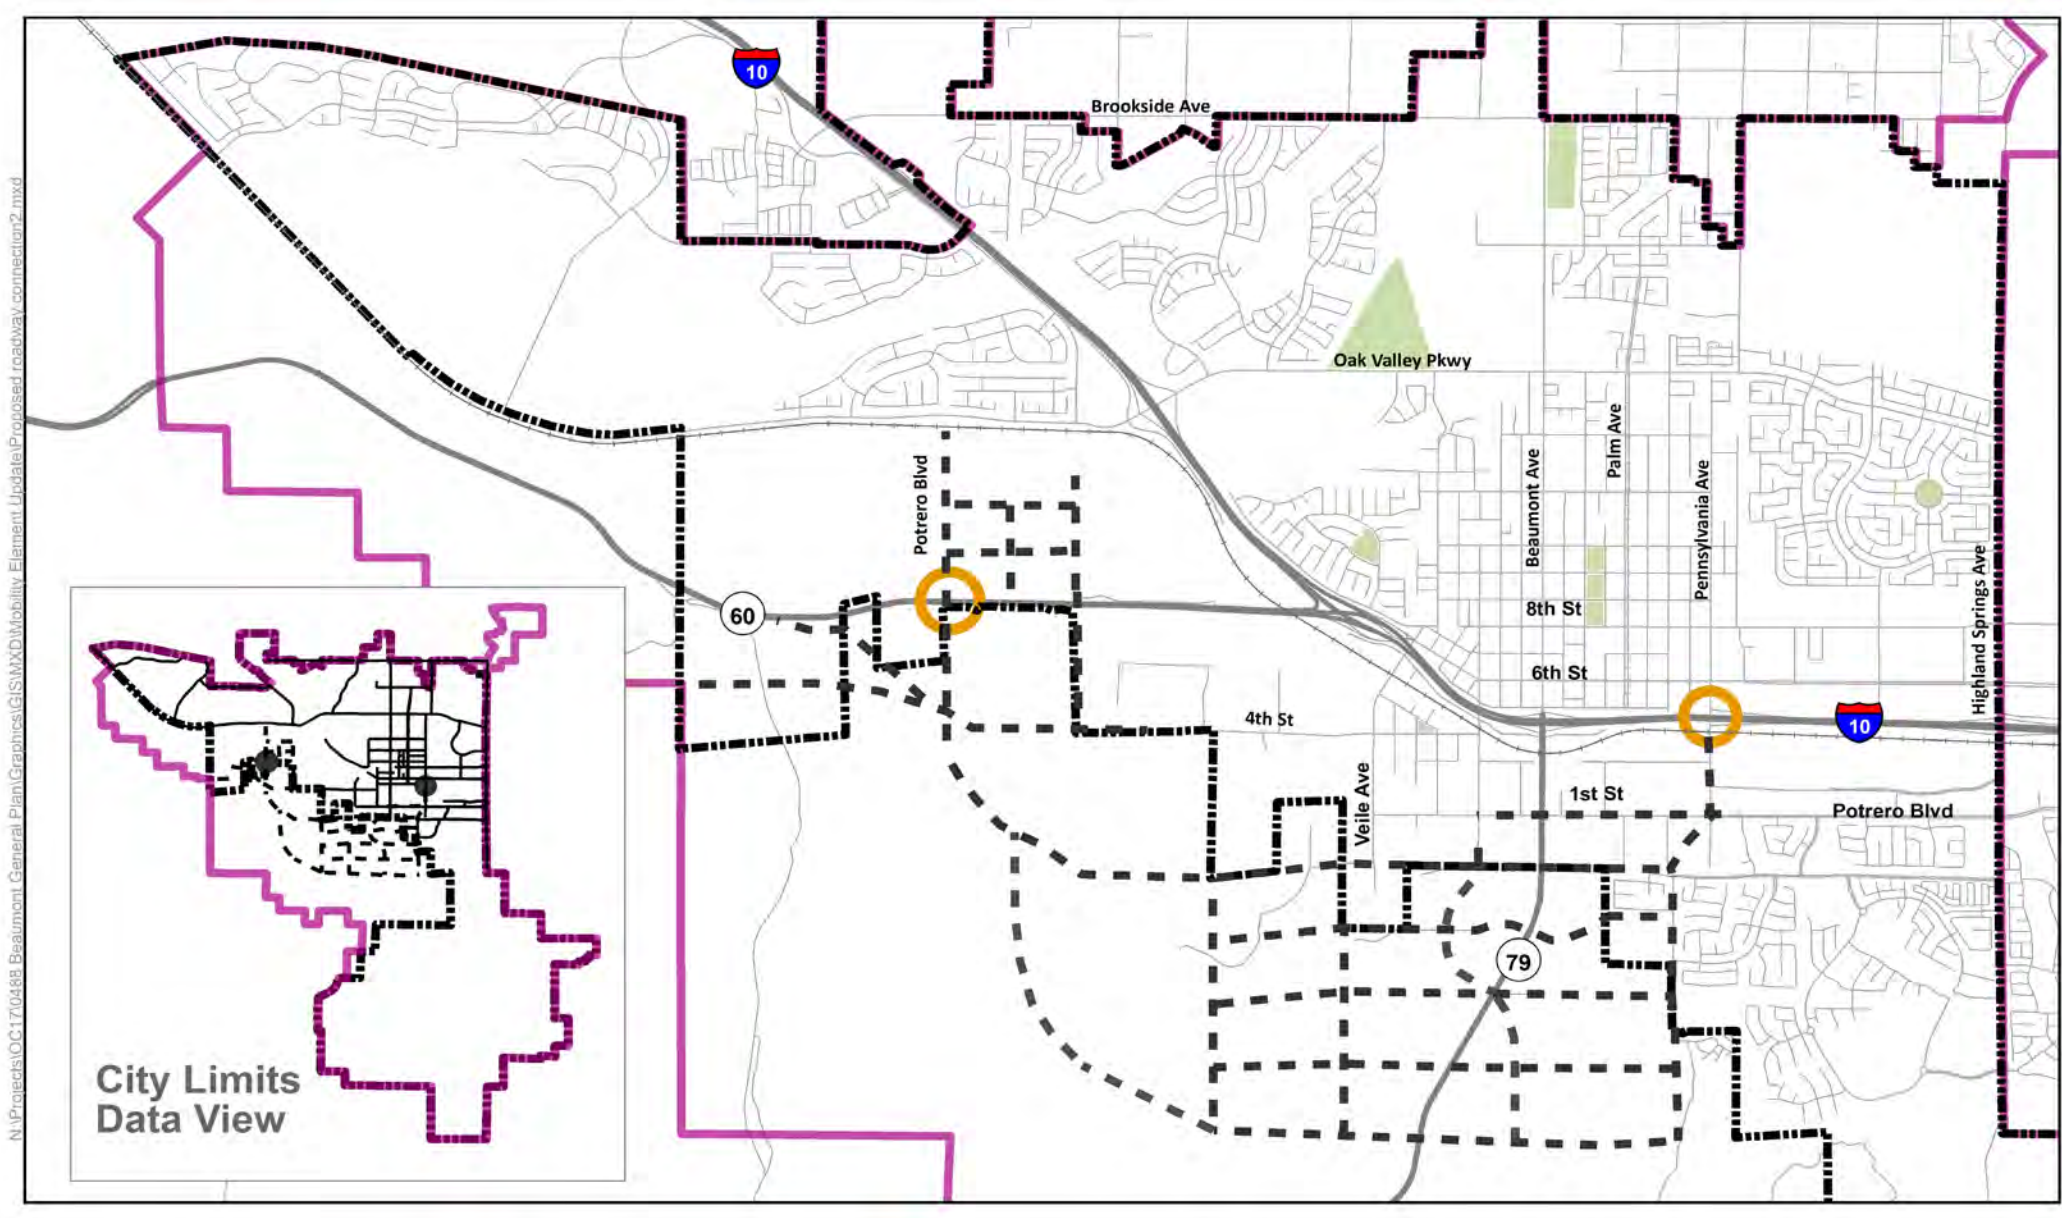 10
Brookside Ave
Oak Valley Pkwy
Potrero Blvd
Beaumont Ave
Palm Ave
Pennsylvania Ave
Highland Springs Ave
60
8th St
6th St
4th St
10
Veile Ave
1st St
Potrero Blvd
79
City Limits
Data View
N:\Projects\OC17\0488 Beaumont General Plan\Graphics\GIS\MXD\Mobiltiy Element Update\Proposed roadway connection2.mxd